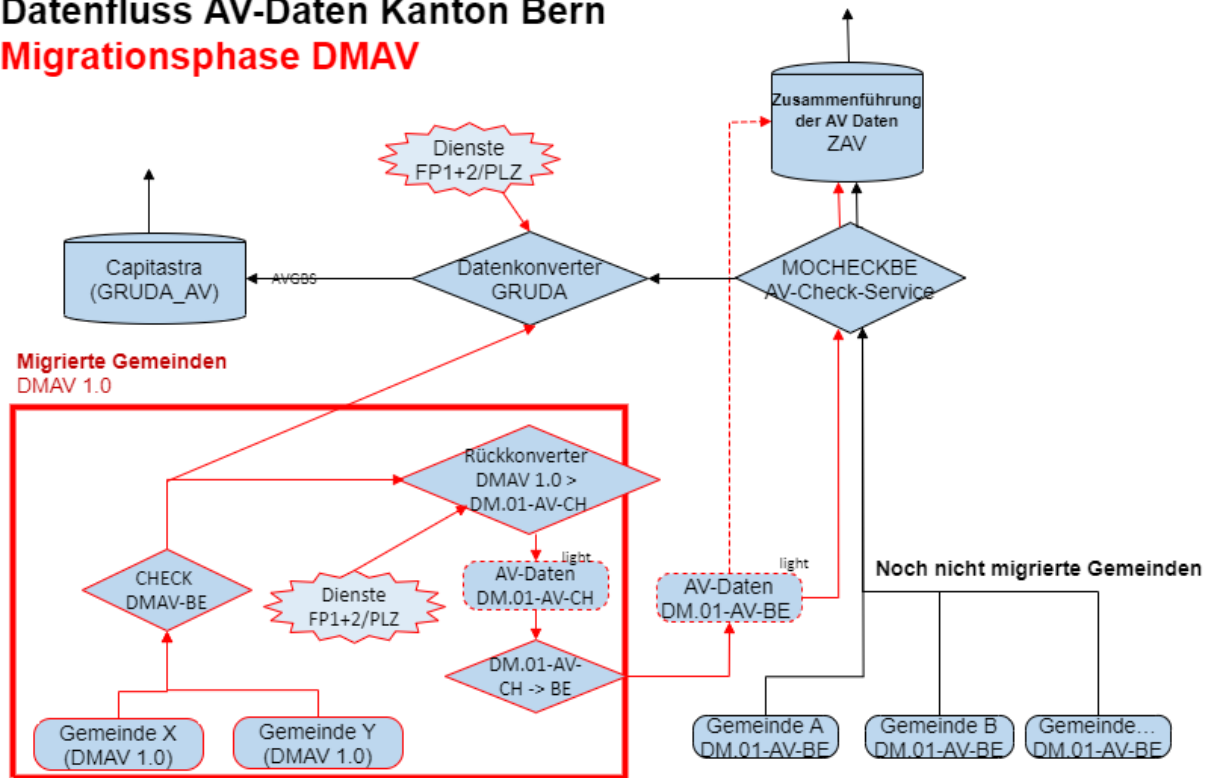 Datenfluss AV-Daten Kanton Bern
Migrationsphase DMAV
Zusammenführung
der AV Daten
ZAV
Dienste
FP1+2/PLZ
Capitastra
(GRUDA_AV)
AVGBS
Datenkonverter
GRUDA
MOCHECKBE
AV-Check-Service
Migrierte Gemeinden
DMAV 1.0
Rückkonverter
DMAV 1.0 >
DM.01-AV-CH
light
AV-Daten
DM.01-AV-CH
CHECK
DMAV-BE
Dienste
FP1+2/PLZ
DM.01-AV-
CH -> BE
light
AV-Daten
DM.01-AV-BE
Noch nicht migrierte Gemeinden
Gemeinde X
(DMAV 1.0)
Gemeinde Y
(DMAV 1.0)
Gemeinde A
DM.01-AV-BE
Gemeinde B
DM.01-AV-BE
Gemeinde...
DM.01-AV-BE